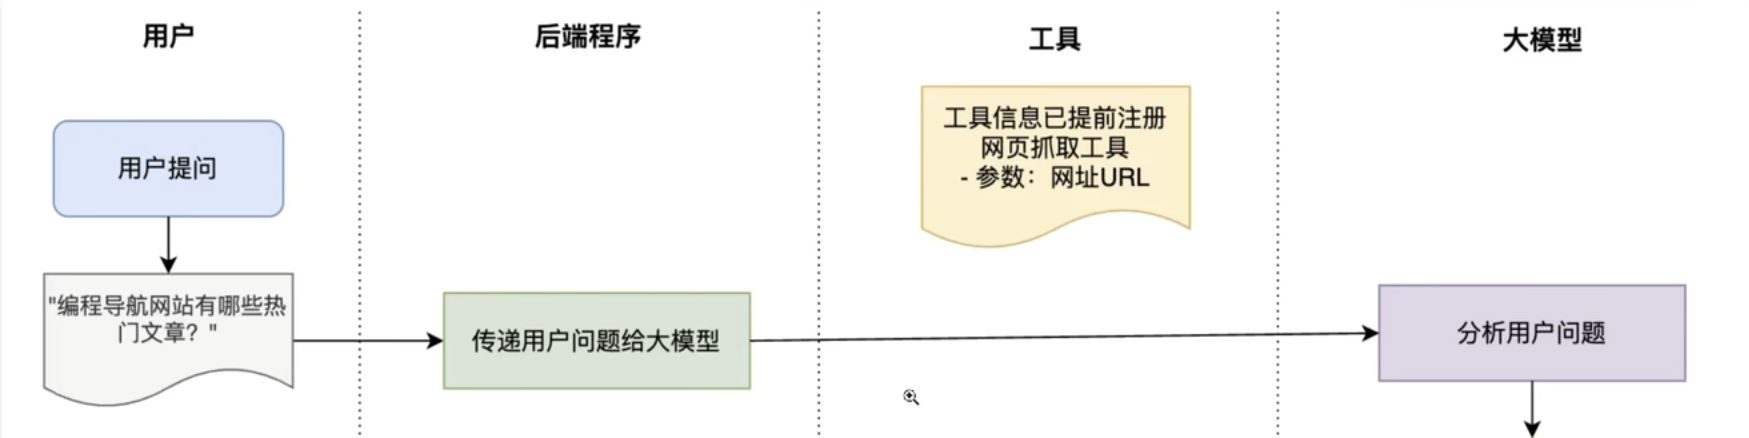 用户
后端程序
工具
大模型
用户提问
工具信息已提前注册
网页抓取工具
- 参数：网址URL
"编程导航网站有哪些热
门文章？"
传递用户问题给大模型
分析用户问题